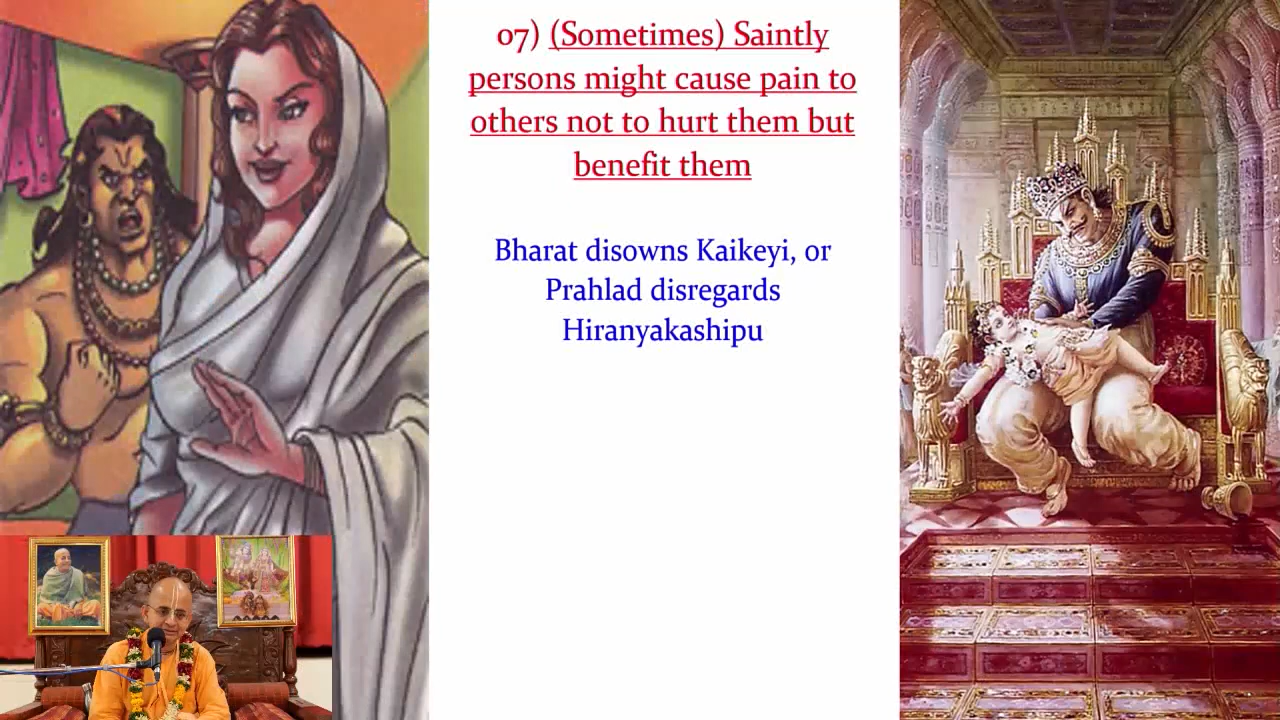 07) (Sometimes) Saintly
persons might cause pain to
others not to hurt them but
benefit them
Bharat disowns Kaikeyi, or
Prahlad disregards
Hiranyakashipu